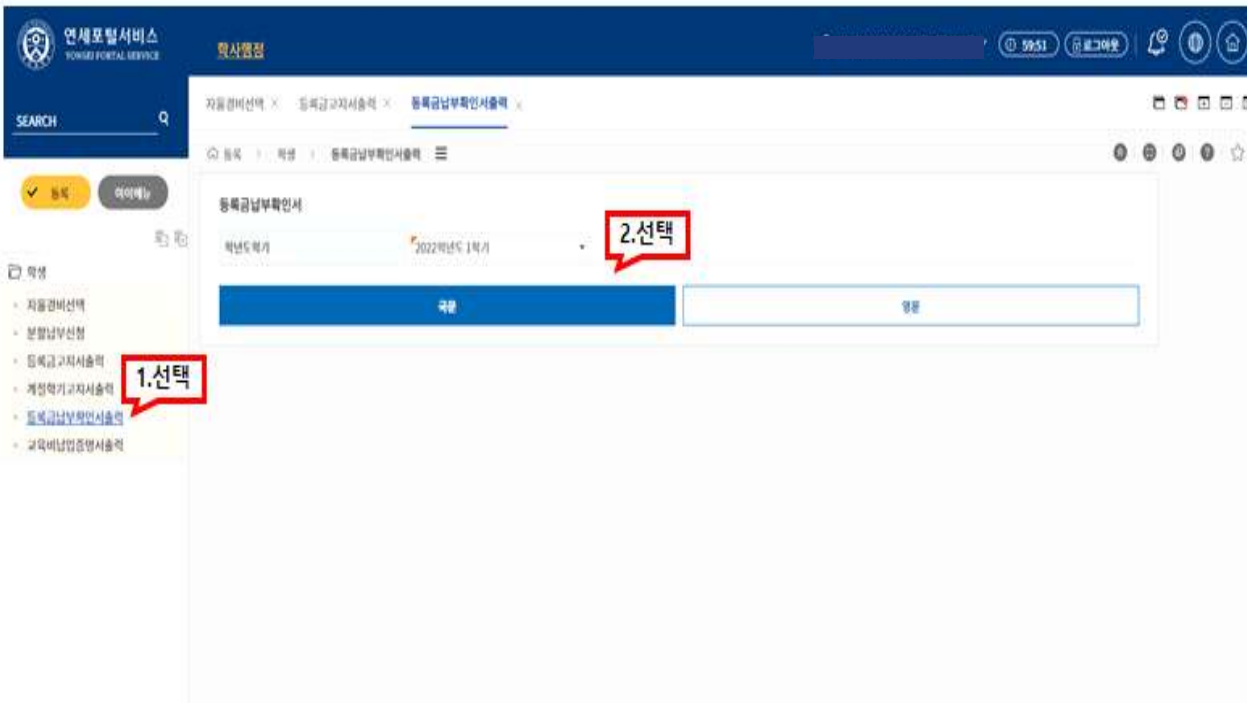 연세포털서비스
YONSEI PORTAL SERVICE
학사행정
59:51
로그아웃
SEARCH
자율경비선택 × 등록금고지서출력 × 등록금납부확인서출력 ×
등록 학생 등록금납부확인서출력
등록
마이메뉴
등록금납부확인서
학년도학기
2022학년도 1학기
2.선택
국문
영문
학생
자율경비선택
분할납부신청
등록금고지서출력
1.선택
계절학기고지서출력
등록금납부확인서출력
교육비납입증명서출력